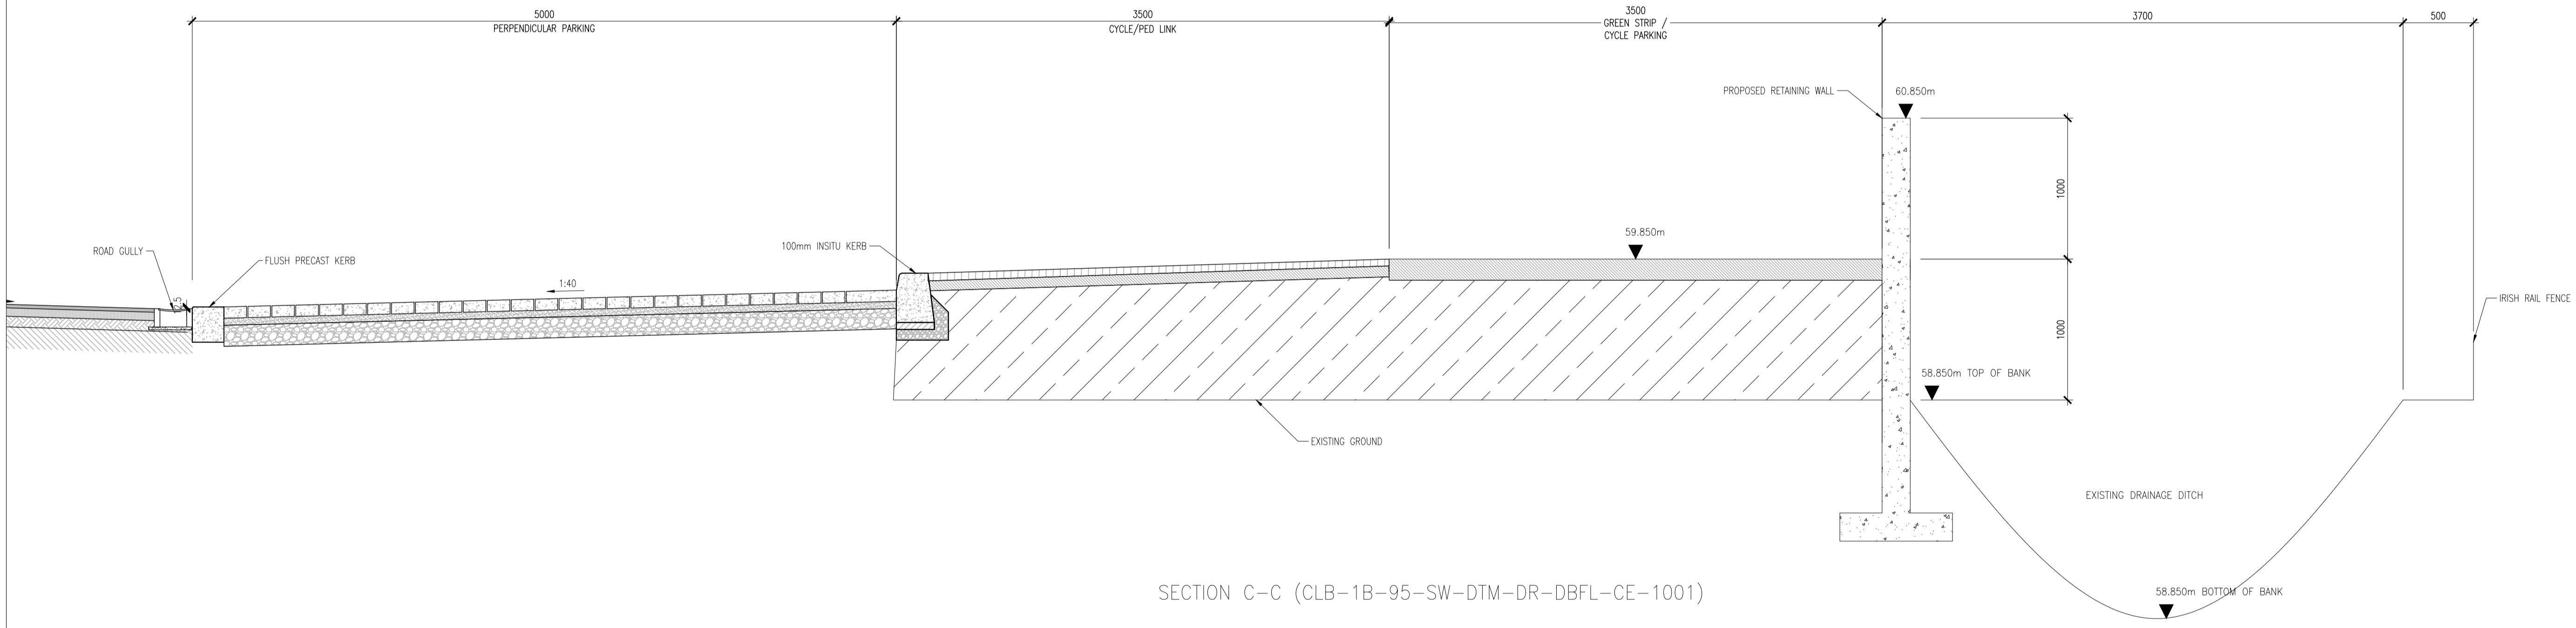 5000
PERPENDICULAR PARKING
3500
CYCLE/PED LINK
3500
GREEN STRIP /
CYCLE PARKING
3700
500
PROPOSED RETAINING WALL
60.850m
1000
59.850m
100mm INSITU KERB
ROAD GULLY
FLUSH PRECAST KERB
1:40
IRISH RAIL FENCE
1000
58.850m TOP OF BANK
EXISTING GROUND
EXISTING DRAINAGE DITCH
SECTION C-C (CLB-1B-95-SW-DTM-DR-DBFL-CE-1001)
58.850m BOTTOM OF BANK